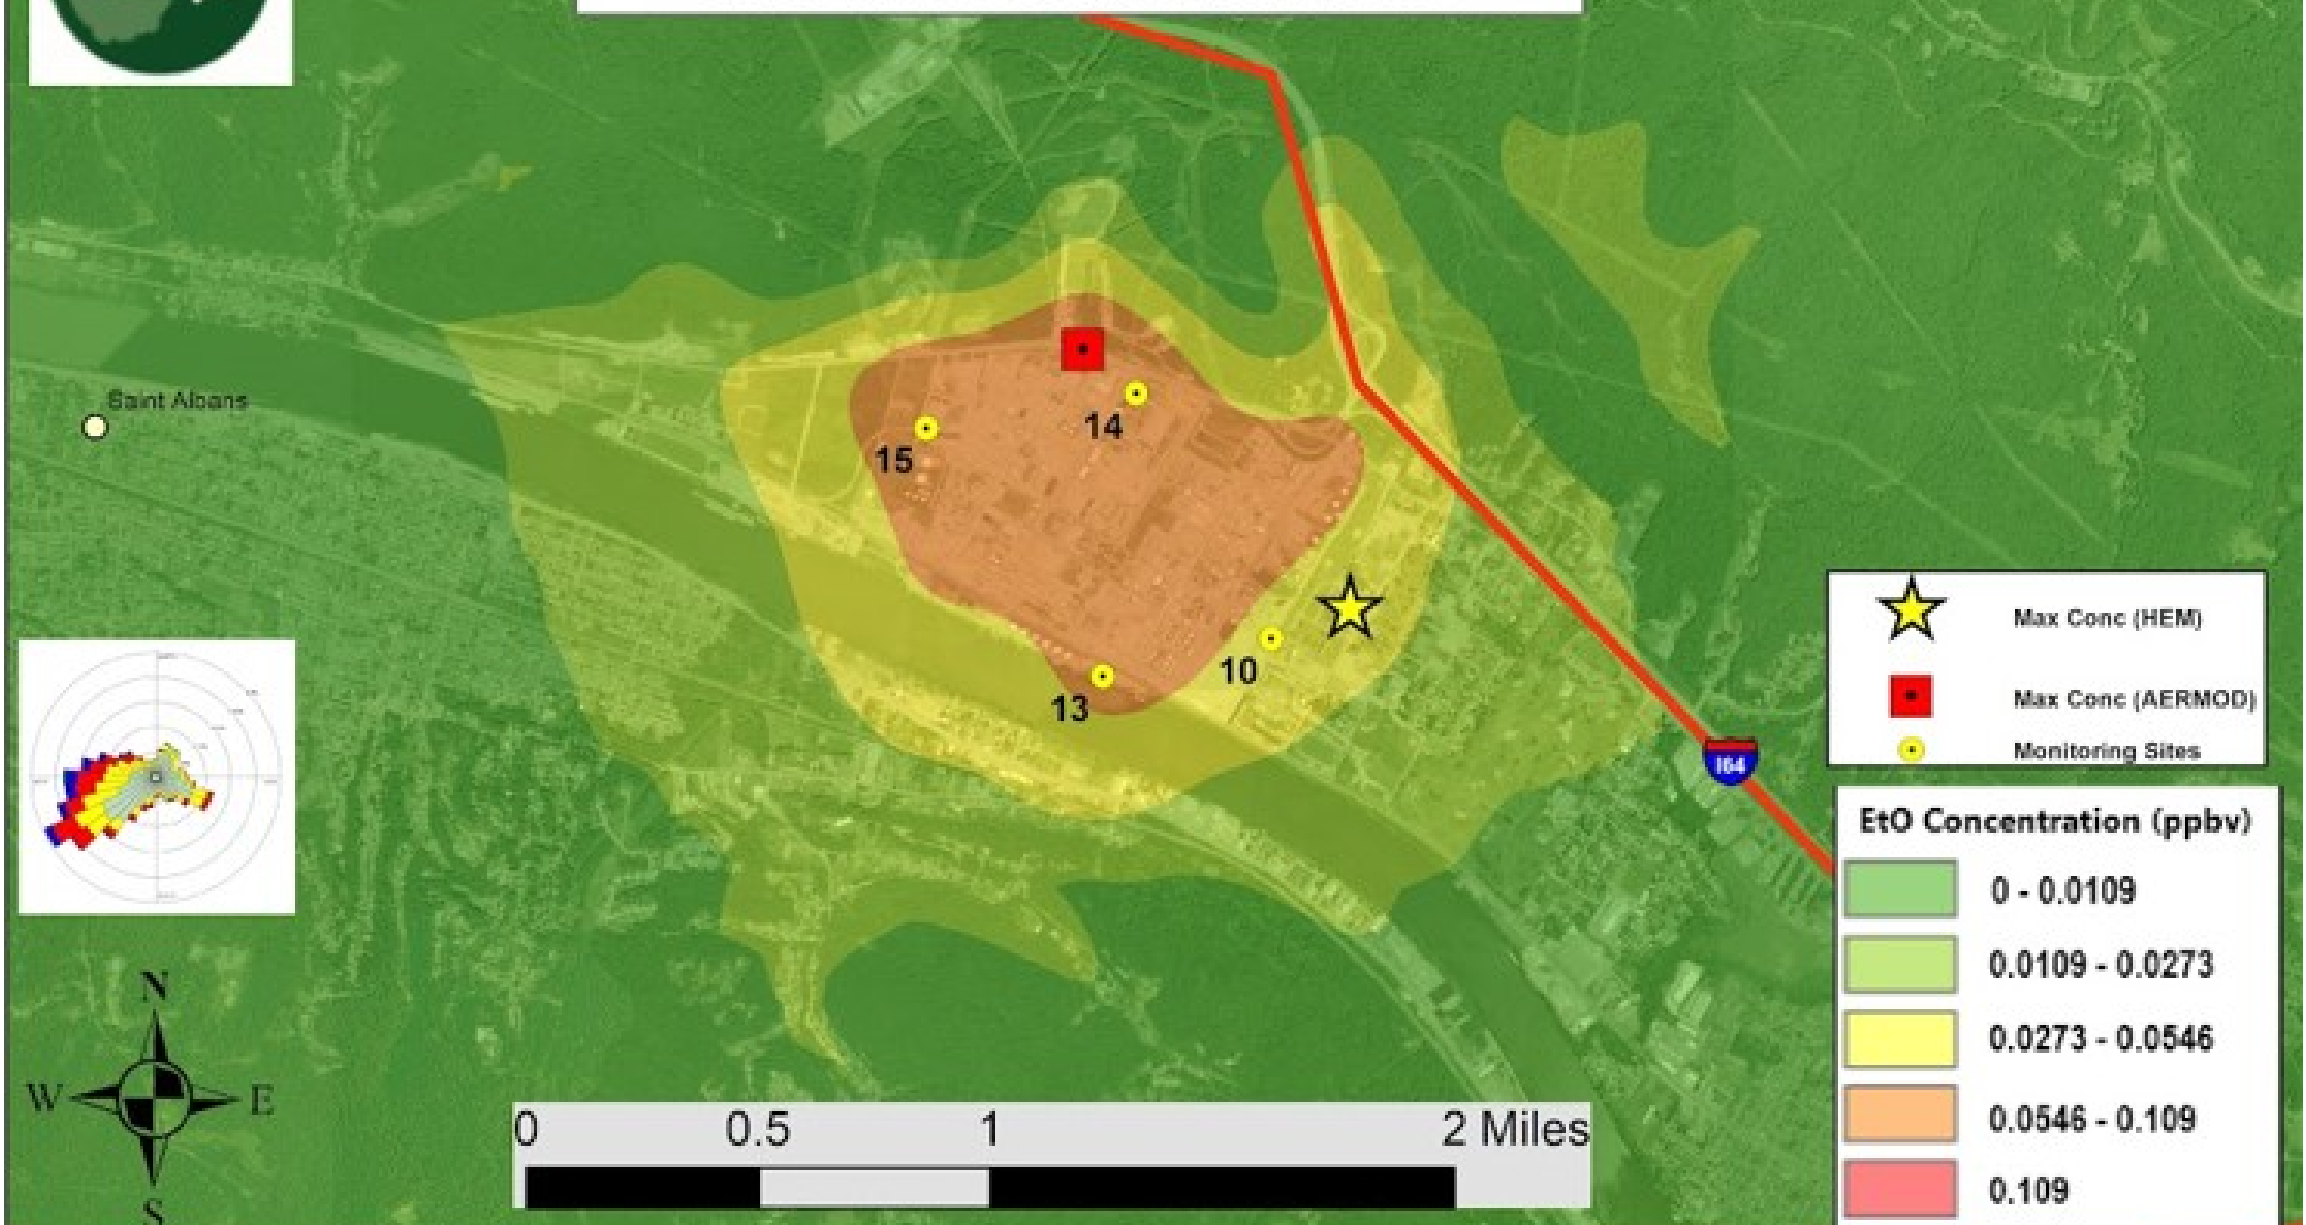 Saint Albans
14
15
10
13
Max Conc (HEM)
Max Conc (AERMOD)
Monitoring Sites
I64
EtO Concentration (ppbv)
0 - 0.0109
0.0109 - 0.0273
0.0273 - 0.0546
0.0546 - 0.109
0.109
N
W E
S
0 0.5 1 2 Miles